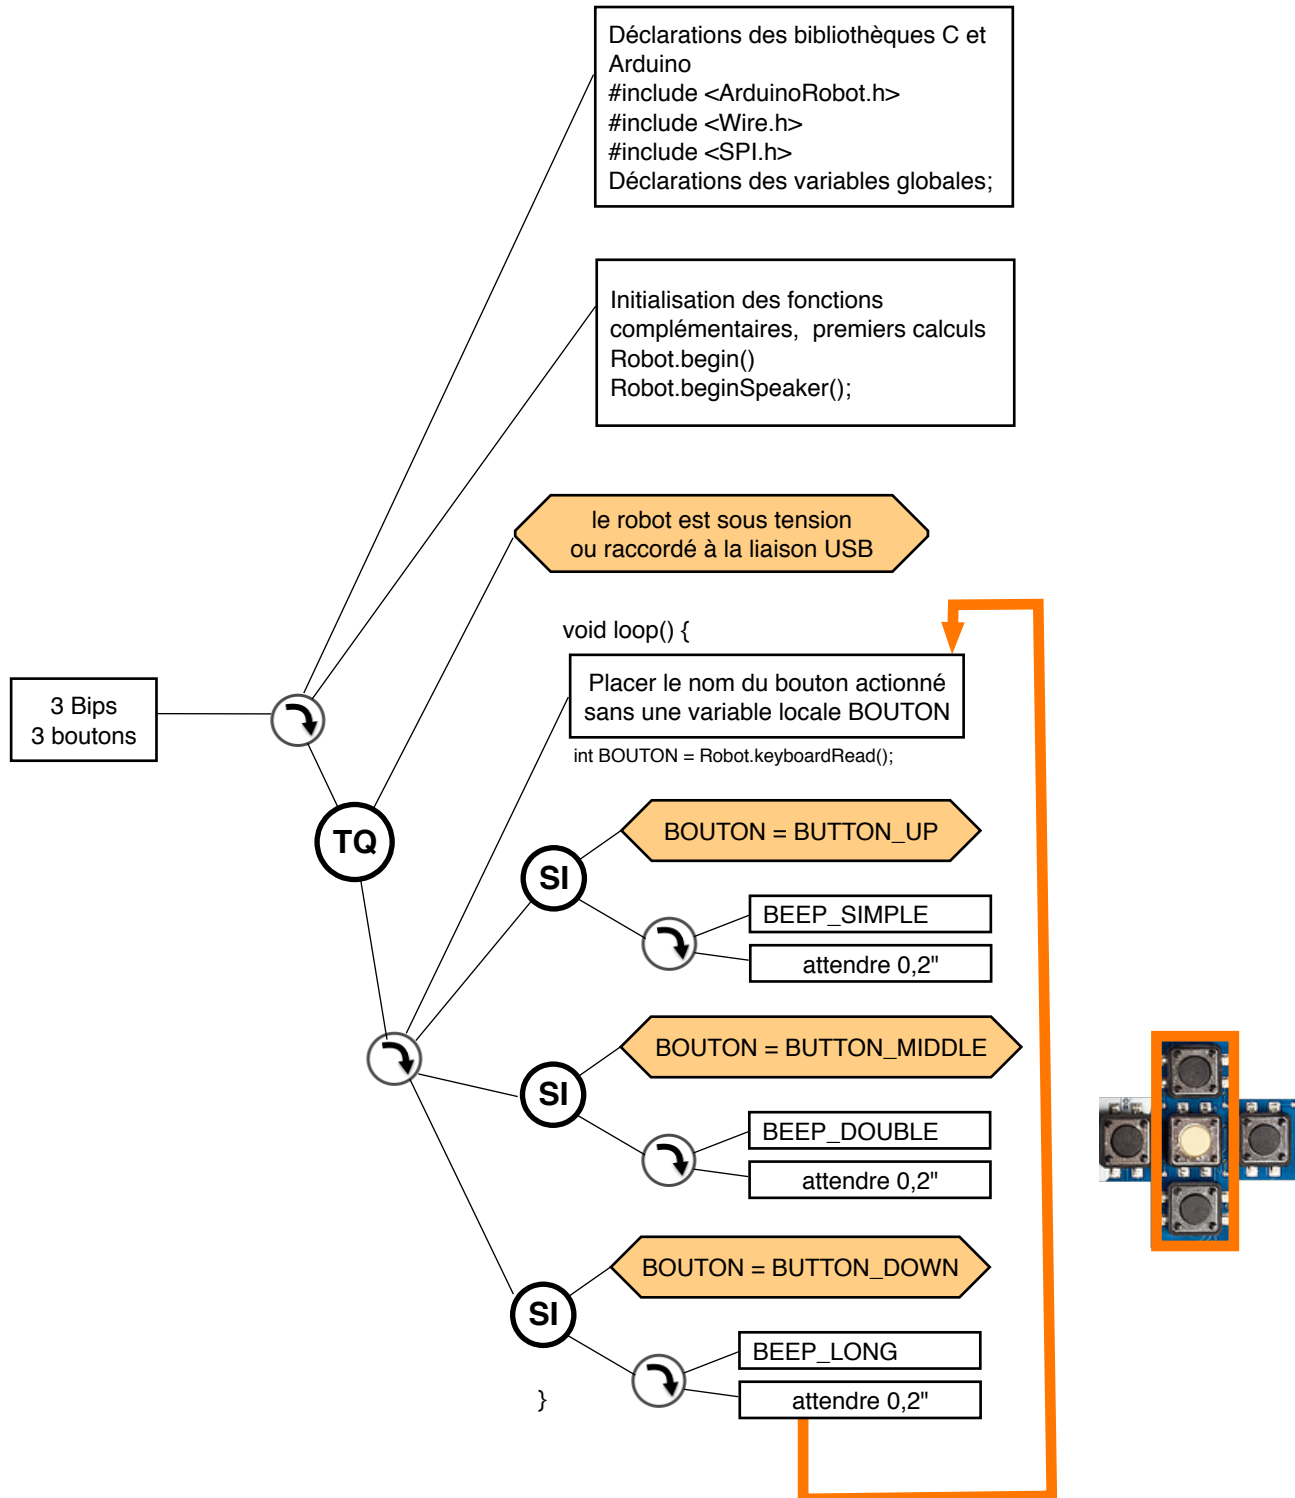 Déclarations des bibliothèques C et
Arduino
#include <ArduinoRobot.h>
#include <Wire.h>
#include <SPI.h>
Déclarations des variables globales;
Initialisation des fonctions
complémentaires, premiers calculs
Robot.begin()
Robot.beginSpeaker();
le robot est sous tension
ou raccordé à la liaison USB
void loop() {
3 Bips
3 boutons
Placer le nom du bouton actionné
sans une variable locale BOUTON
int BOUTON = Robot.keyboardRead();
TQ
BOUTON = BUTTON_UP
SI
BEEP_SIMPLE
attendre 0,2"
BOUTON = BUTTON_MIDDLE
SI
BEEP_DOUBLE
attendre 0,2"
BOUTON = BUTTON_DOWN
SI
BEEP_LONG
attendre 0,2"
}